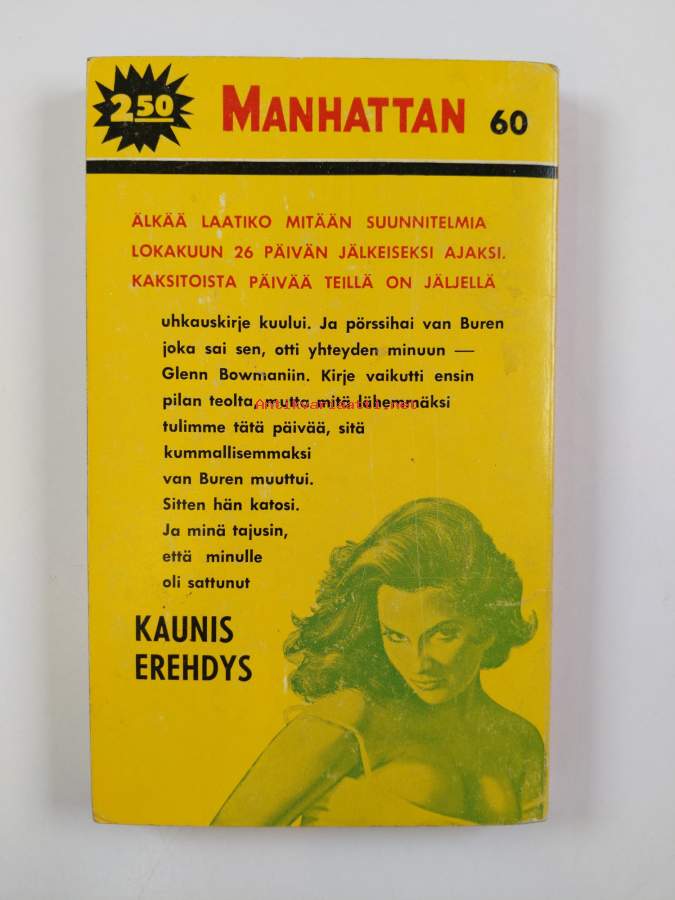 2.50 MANHATTAN 60
ÄLKÄÄ LAATIKO MITÄÄN SUUNNITELMIA
LOKAKUUN 26 PÄIVÄN JÄLKEISEKSI AJAKSI.
KAKSITOISTA PÄIVÄÄ TEILLÄ ON JÄLJELLÄ
uhkauskirje kuului. Ja pörssihai van Buren
joka sai sen, otti yhteyden minuun —
Glenn Bowmaniin. Kirje vaikutti ensin
pilan teolta, mutta mitä lähemmäksi
Antikvariaatti.net
tulimme tätä päivää, sitä
kummallisemmaksi
van Buren muuttui.
Sitten hän katosi.
Ja minä tajusin,
että minulle
oli sattunut
KAUNIS
EREHDYS